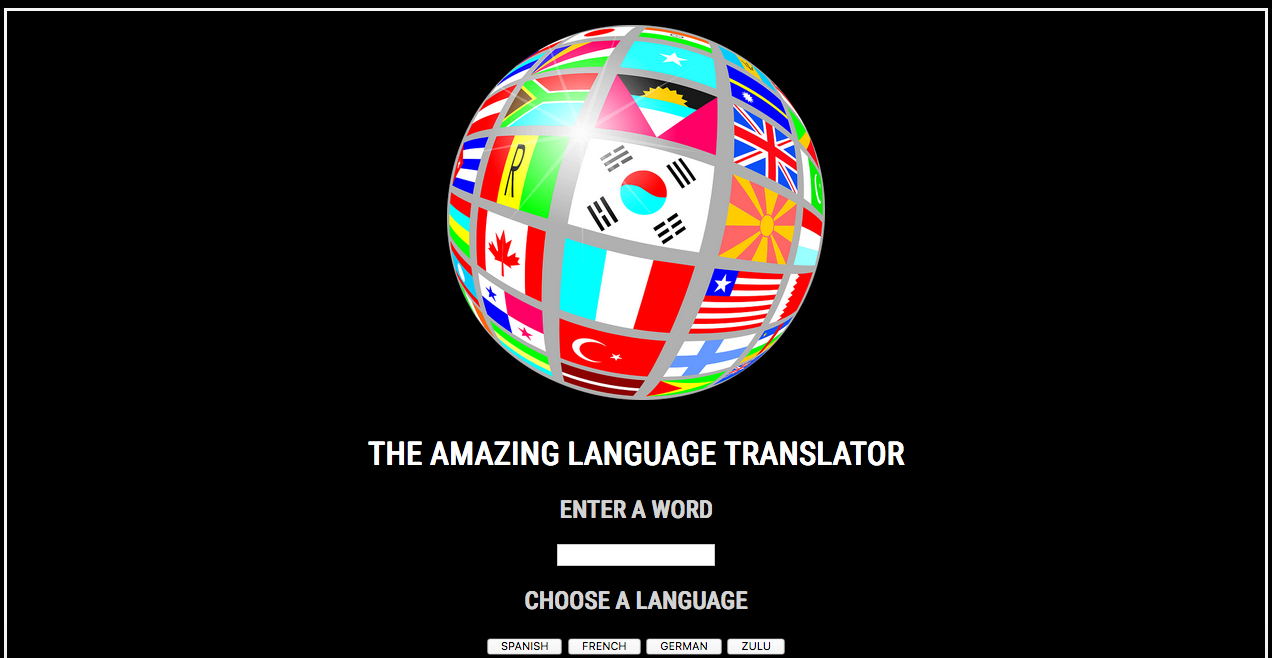 R
THE AMAZING LANGUAGE TRANSLATOR
ENTER A WORD
CHOOSE A LANGUAGE
SPANISH FRENCH GERMAN ZULU